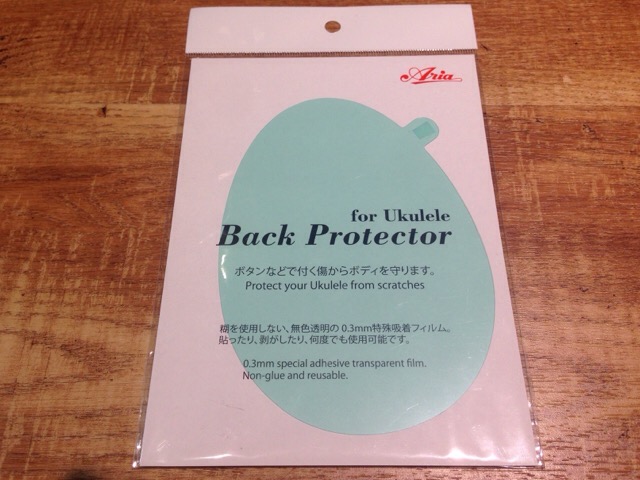 Aria
for Ukulele
Back Protector
ボタンなどで付く傷からボディを守ります。
Protect your Ukulele from scratches
糊を使用しない、無色透明の 0.3mm特殊吸着フィルム。
貼ったり、剥がしたり、何度でも使用可能です。
0.3mm special adhesive transparent film.
Non-glue and reusable.